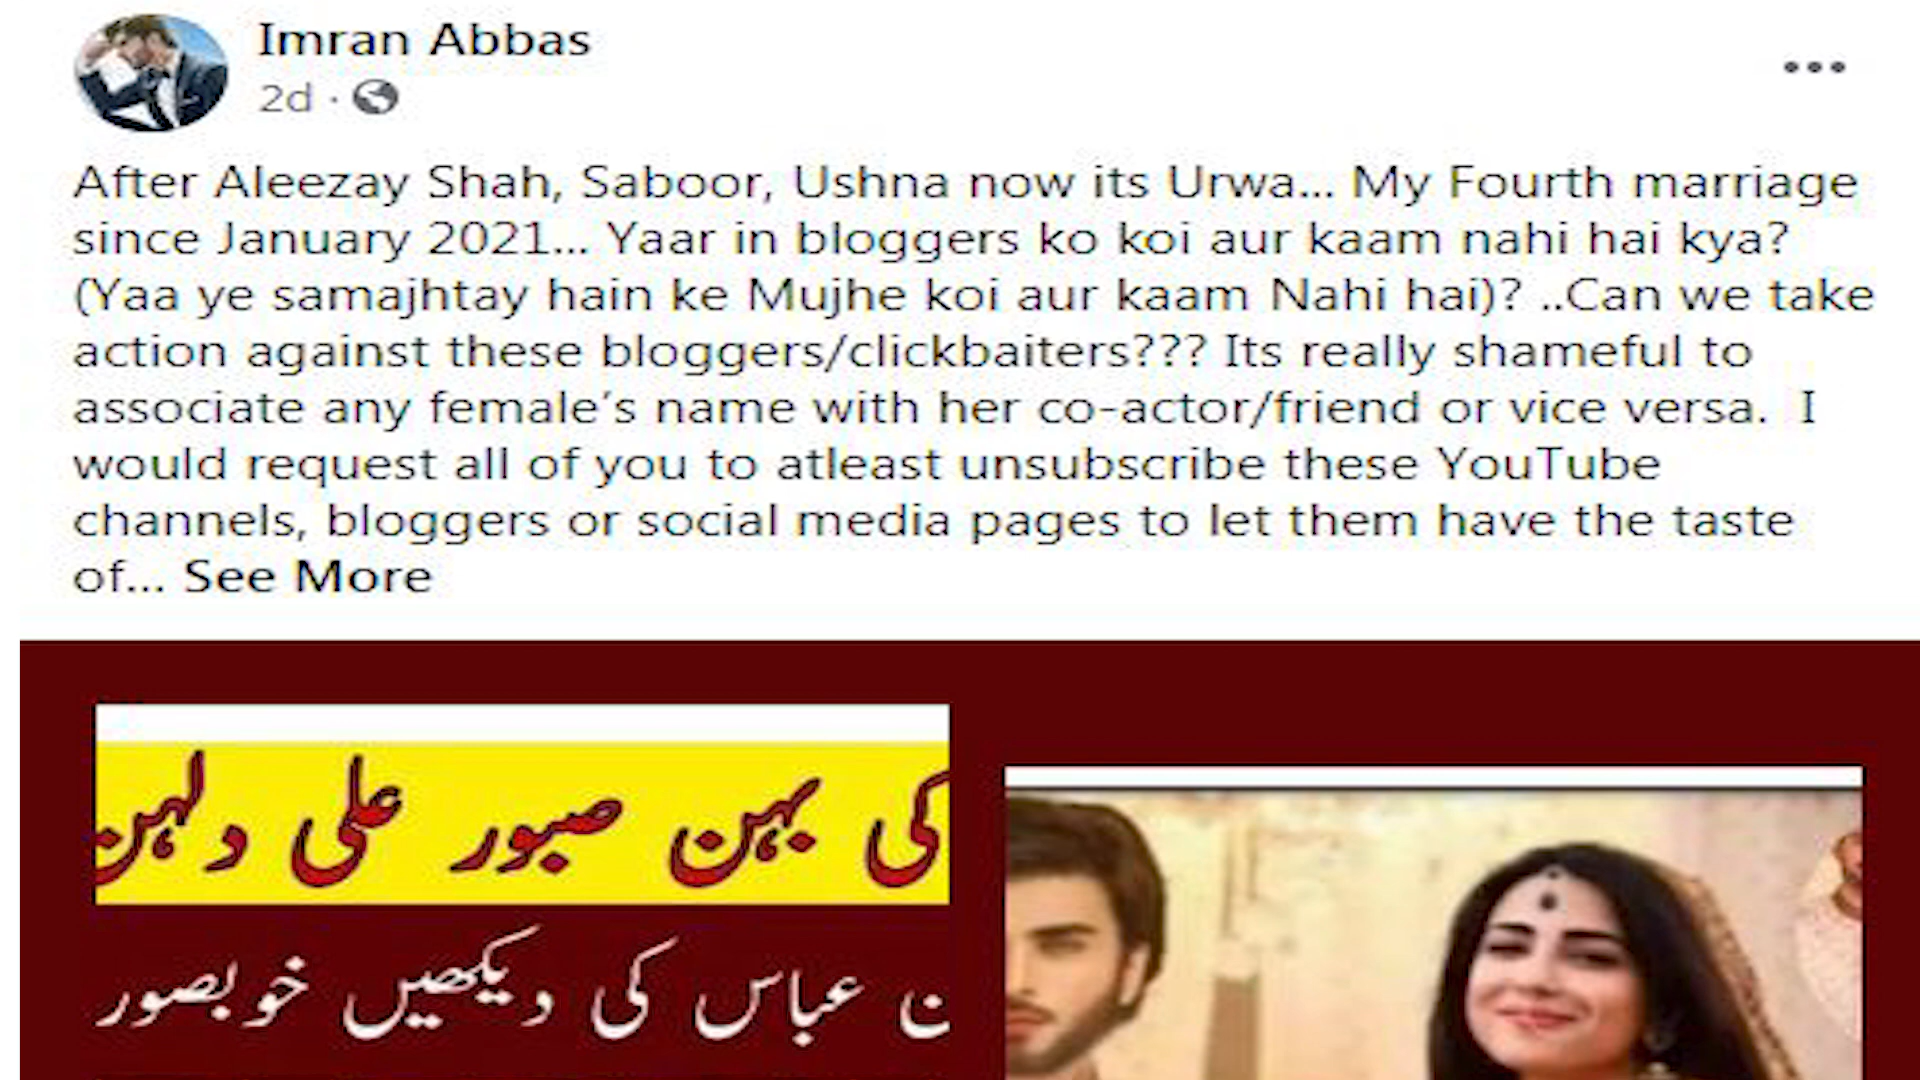 Imran Abbas
2d ·
After Aleezay Shah, Saboor, Ushna now its Urwa... My Fourth marriage
since January 2021... Yaar in bloggers ko koi aur kaam nahi hai kya?
(Yaa ye samajhtay hain ke Mujhe koi aur kaam Nahi hai)? ..Can we take
action against these bloggers/clickbaiters??? Its really shameful to
associate any female's name with her co-actor/friend or vice versa. I
would request all of you to atleast unsubscribe these YouTube
channels, bloggers or social media pages to let them have the taste
of... See More
کی بہن صبور علی دلہن
عباس کی دیکھیں خوبصور